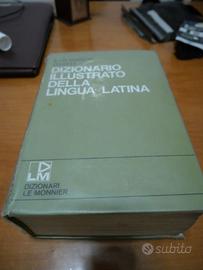 DIZIONARIO
ILLUSTRATO
DELLA
LINGUA LATINA
LM
DIZIONARI
LE MONNIER
subito